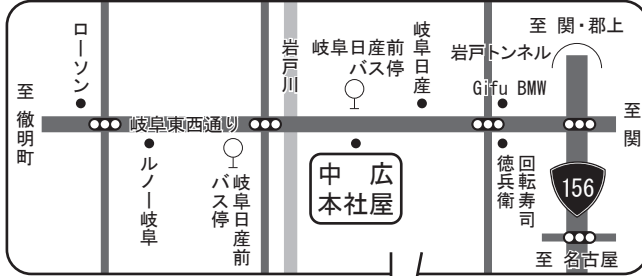 至 関・郡上
ローソン
岩戸川
岐阜日産前
バス停
岐阜日産
岩戸トンネル
Gifu BMW
至 徹明町
岐阜東西通り
至 関
ルノー岐阜
岐阜日産前
バス停
中 広
本社屋
回転寿司
徳兵衛
156
至 名古屋